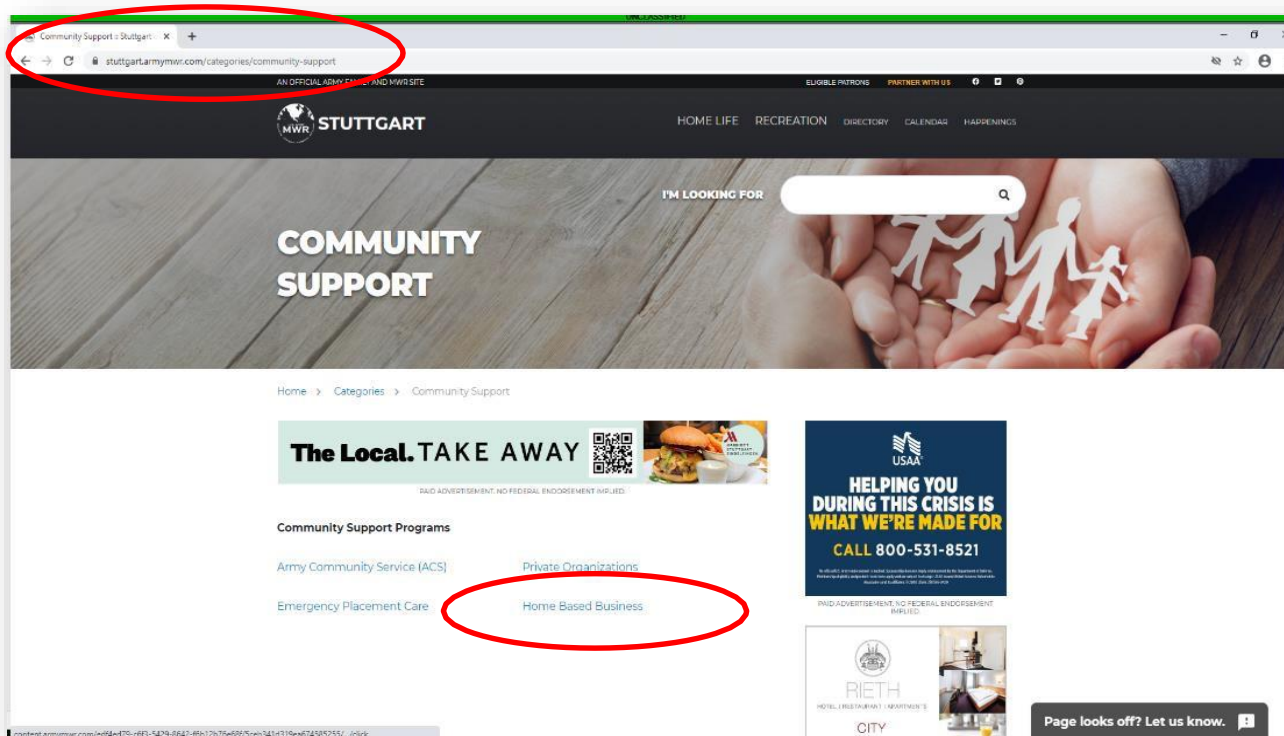 UNCLASSIFIED
Community Support :: Stuttgart
stuttgart.armymwr.com/categories/community-support
AN OFFICIAL ARMY FAMILY AND MWR SITE
ELIGIBLE PATRONS PARTNER WITH US
MWR STUTTGART
HOME LIFE RECREATION DIRECTORY CALENDAR HAPPENINGS
I'M LOOKING FOR
COMMUNITY
SUPPORT
Home > Categories > Community Support
The Local. TAKE AWAY
PAID ADVERTISEMENT. NO FEDERAL ENDORSEMENT IMPLIED.
Community Support Programs
Army Community Service (ACS)
Private Organizations
Emergency Placement Care
Home Based Business
USAA
HELPING YOU
DURING THIS CRISIS IS
WHAT WE'RE MADE FOR
CALL 800-531-8521
PAID ADVERTISEMENT. NO FEDERAL ENDORSEMENT
IMPLIED.
RIETH
HOTEL | RESTAURANT | APARTMENTS
CITY
Page looks off? Let us know.